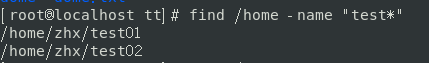 [root@localhost tt]# find /home -name "test*"
/home/zhx/test01
/home/zhx/test02